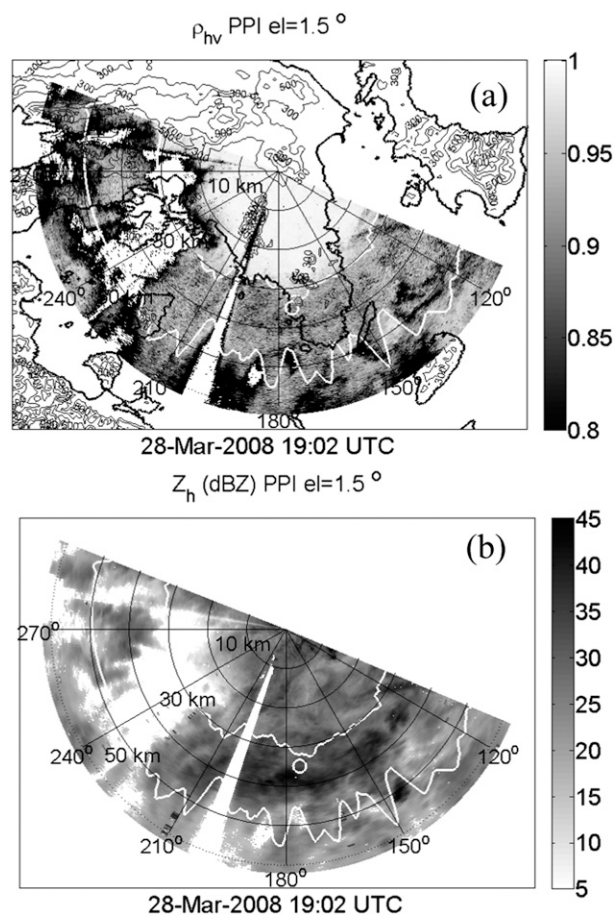 ρhv PPI el=1.5 °
(a)
1
0.95
0.9
0.85
0.8
10 km
30 km
270°
240°
210°
180°
150°
120°
28-Mar-2008 19:02 UTC
Zh (dBZ) PPI el=1.5 °
(b)
45
40
35
30
25
20
15
10
5
10 km
30 km
50 km
270°
240°
210°
180°
150°
120°
28-Mar-2008 19:02 UTC